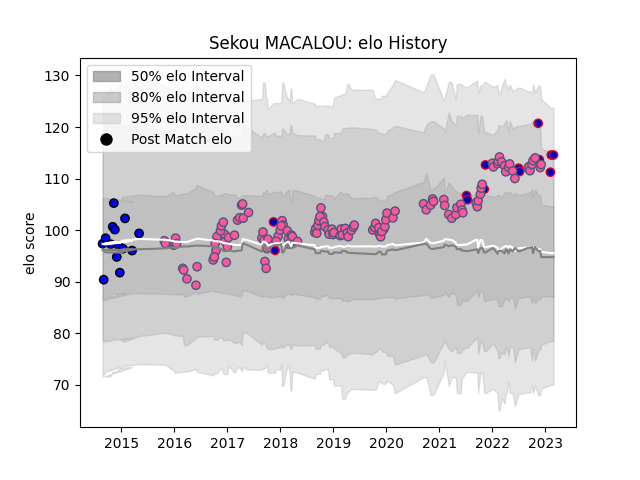 Sekou MACALOU: elo History
50% elo Interval
80% elo Interval
95% elo Interval
Post Match elo
elo score
130
120
110
100
90
80
70
2015 2016 2017 2018 2019 2020 2021 2022 2023